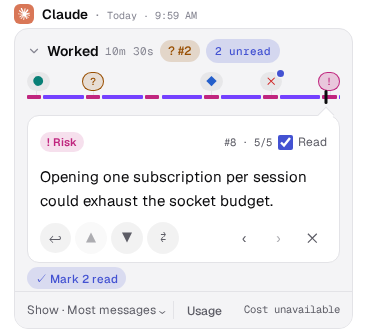 Claude · Today · 9:59 AM
Worked 10m 30s ? #2 2 unread
? !
! Risk #8 · 5/5 Read
Opening one subscription per session
could exhaust the socket budget.
✓ Mark 2 read
Show · Most messages Usage Cost unavailable